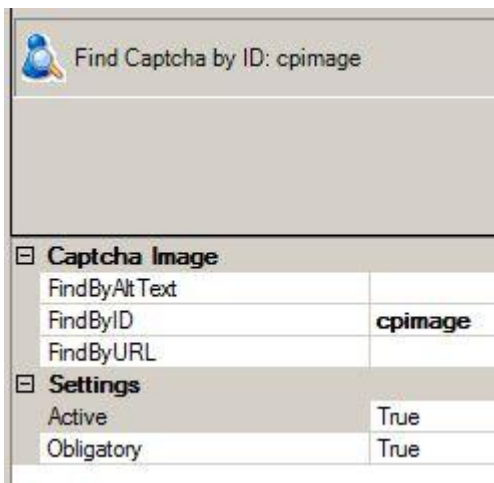 Find Captcha by ID: cpimage
Captcha Image
FindByAltText
FindByID cpimage
FindByURL
Settings
Active True
Obligatory True